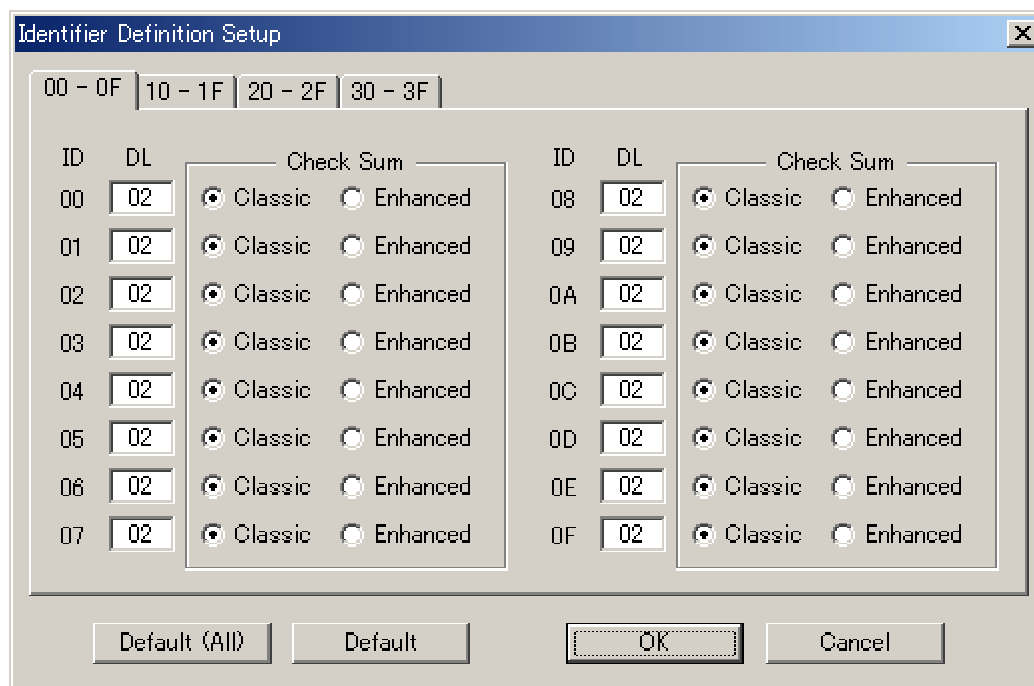 Identifier Definition Setup
00 - 0F 10 - 1F 20 - 2F 30 - 3F
ID DL Check Sum ID DL Check Sum
00 02 Classic Enhanced 08 02 Classic Enhanced
01 02 Classic Enhanced 09 02 Classic Enhanced
02 02 Classic Enhanced 0A 02 Classic Enhanced
03 02 Classic Enhanced 0B 02 Classic Enhanced
04 02 Classic Enhanced 0C 02 Classic Enhanced
05 02 Classic Enhanced 0D 02 Classic Enhanced
06 02 Classic Enhanced 0E 02 Classic Enhanced
07 02 Classic Enhanced 0F 02 Classic Enhanced
Default (All) Default OK Cancel